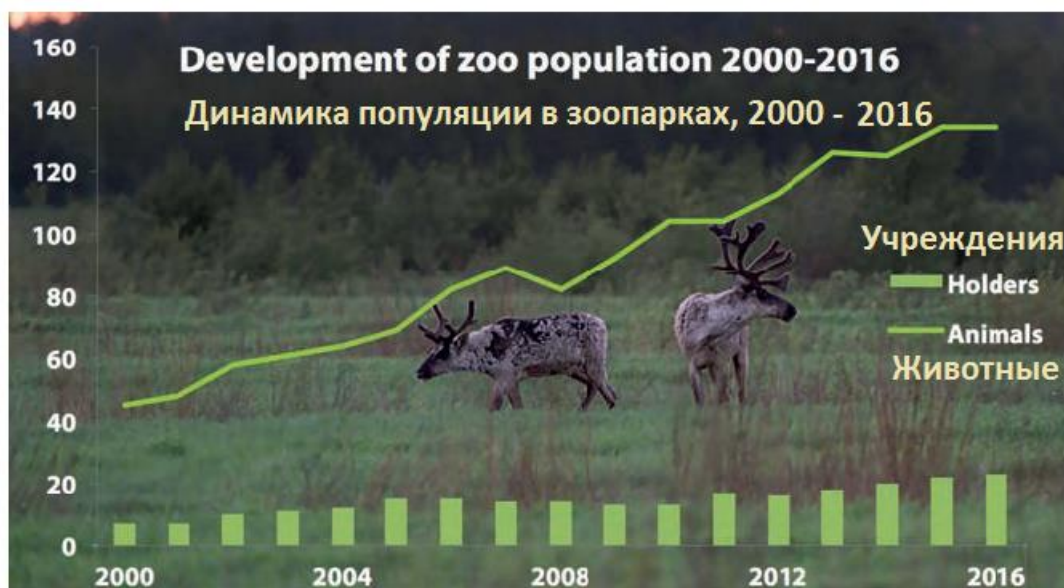 Development of zoo population 2000-2016
Динамика популяции в зоопарках, 2000 - 2016
160
140
120
100
80
60
40
20
0
Учреждения
Holders
Animals
Животные
2000 2004 2008 2012 2016